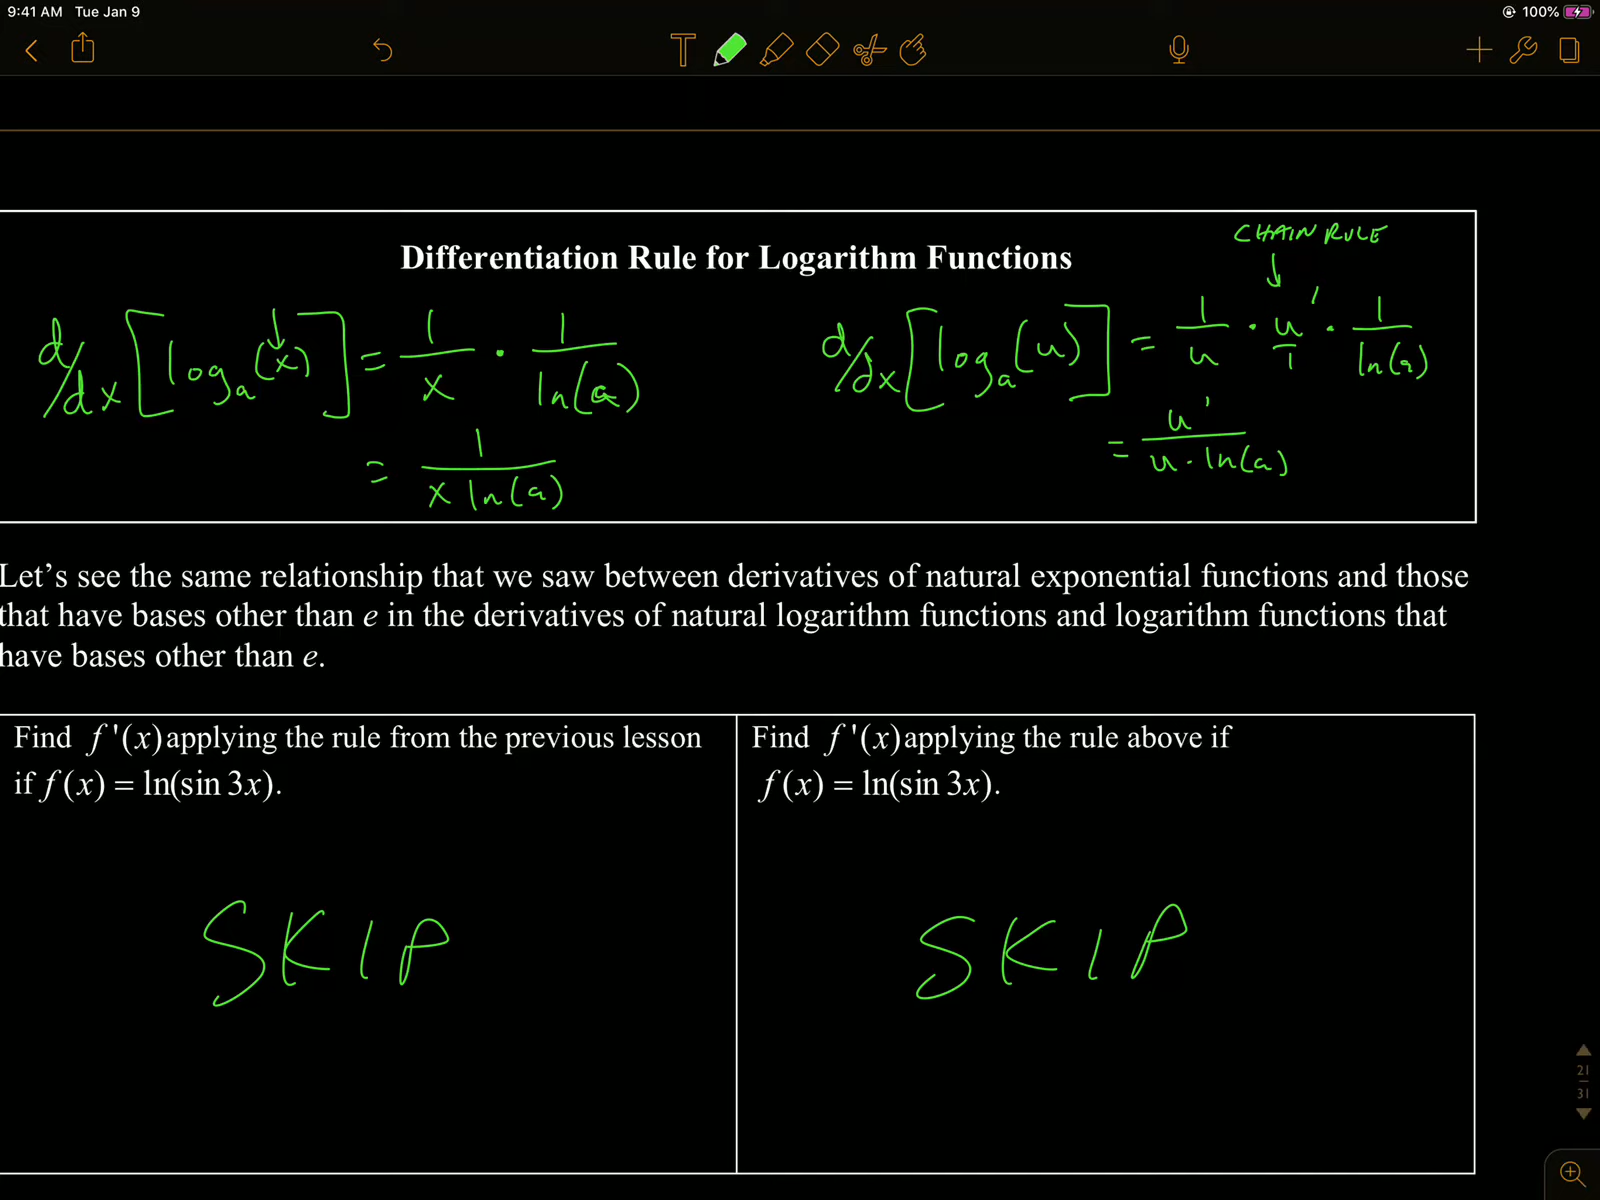 9:41 AM Tue Jan 9
100%
CHAIN RULE
Differentiation Rule for Logarithm Functions
d/dx [log_a(x)] = 1/x · 1/ln(a)
= 1/(x ln(a))
d/dx [log_a(u)] = 1/u · u'/1 · 1/ln(a)
= u'/(u · ln(a))
Let's see the same relationship that we saw between derivatives of natural exponential functions and those
that have bases other than e in the derivatives of natural logarithm functions and logarithm functions that
have bases other than e.
Find f '(x) applying the rule from the previous lesson
if f(x) = ln(sin 3x).
SKIP
Find f '(x) applying the rule above if
f(x) = ln(sin 3x).
SKIP
21
31